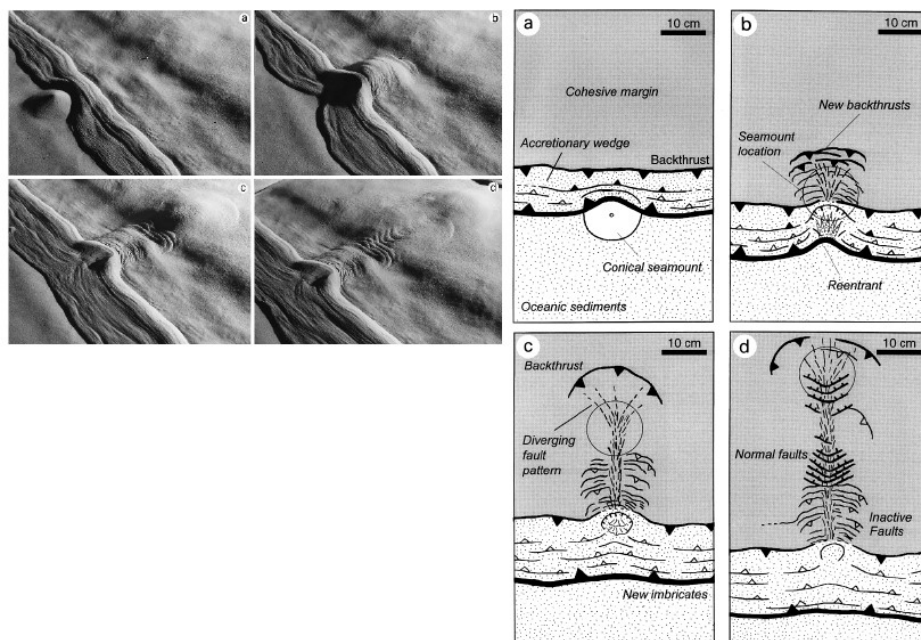 a
b
c
d
a
10 cm
Cohesive margin
Accretionary wedge
Backthrust
Conical seamount
Oceanic sediments
b
10 cm
New backthrusts
Seamount
location
Reentrant
c
10 cm
Backthrust
Diverging
fault
pattern
New imbricates
d
10 cm
Normal faults
Inactive
Faults